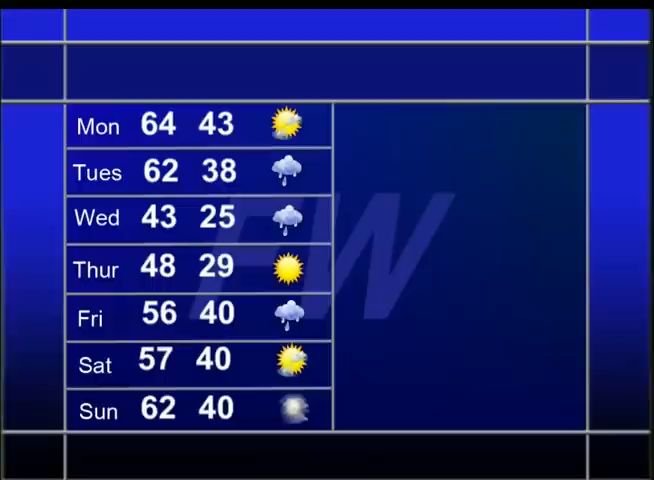 Mon 64 43
Tues 62 38
Wed 43 25
Thur 48 29
Fri 56 40
Sat 57 40
Sun 62 40
FW